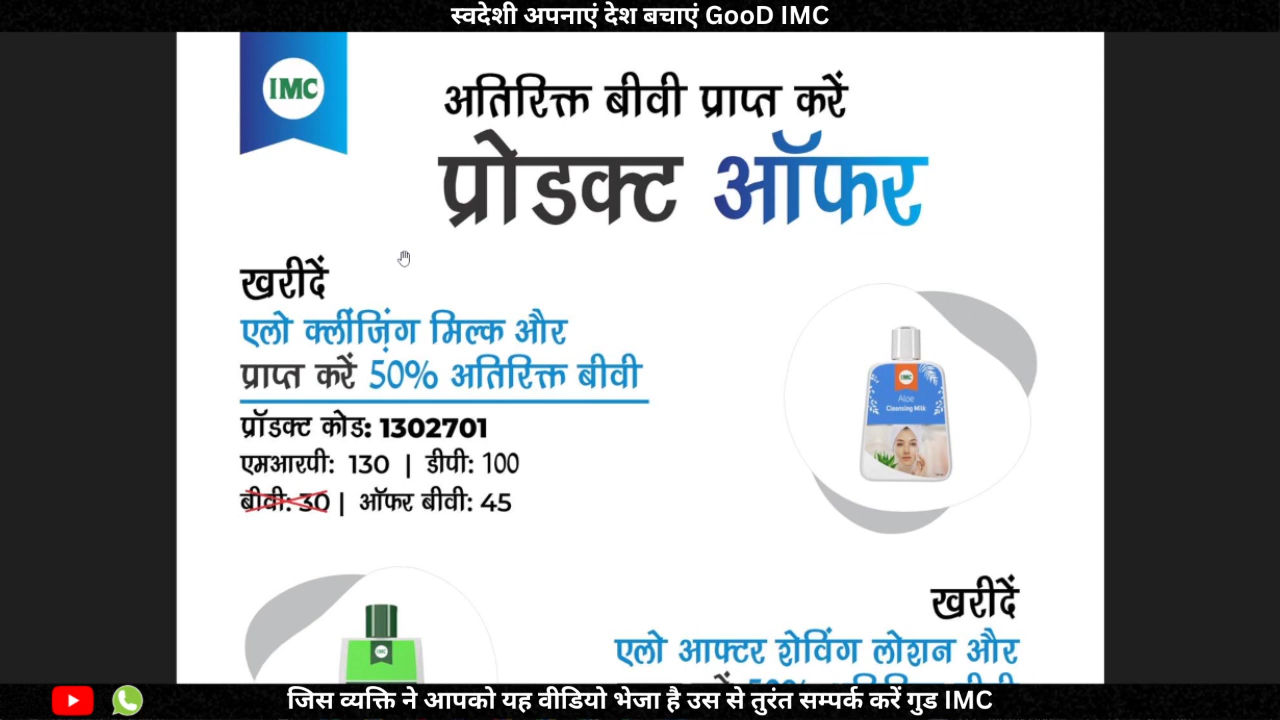 स्वदेशी अपनाएं देश बचाएं GooD IMC
IMC
अतिरिक्त बीवी प्राप्त करें
प्रोडक्ट ऑफर
खरीदें
एलो क्लींज़िंग मिल्क और
प्राप्त करें 50% अतिरिक्त बीवी
प्रॉडक्ट कोड: 1302701
एमआरपी: 130 | डीपी: 100
बीवी: 30 | ऑफर बीवी: 45
IMC
Aloe
Cleansing Milk
खरीदें
एलो आफ्टर शेविंग लोशन और
IMC
जिस व्यक्ति ने आपको यह वीडियो भेजा है उस से तुरंत सम्पर्क करें गुड IMC